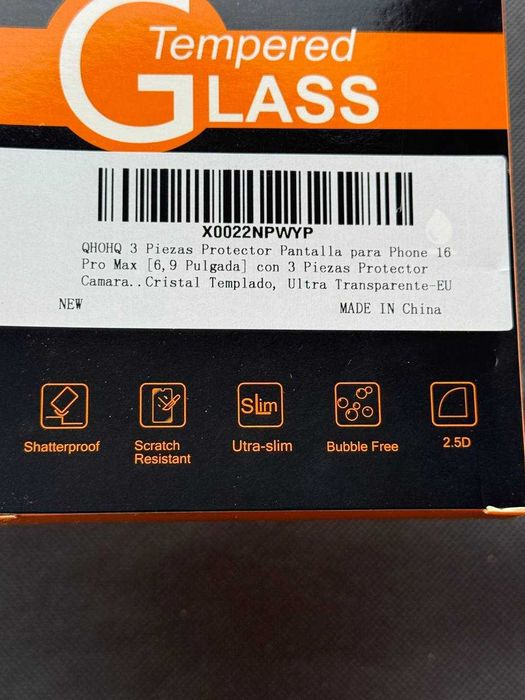 Tempered
GLASS
X0022NPWYP
QHOHQ 3 Piezas Protector Pantalla para Phone 16
Pro Max [6,9 Pulgada] con 3 Piezas Protector
Camara..Cristal Templado, Ultra Transparente-EU
NEW
MADE IN China
Slim
Shatterproof
Scratch
Resistant
Utra-slim
Bubble Free
2.5D